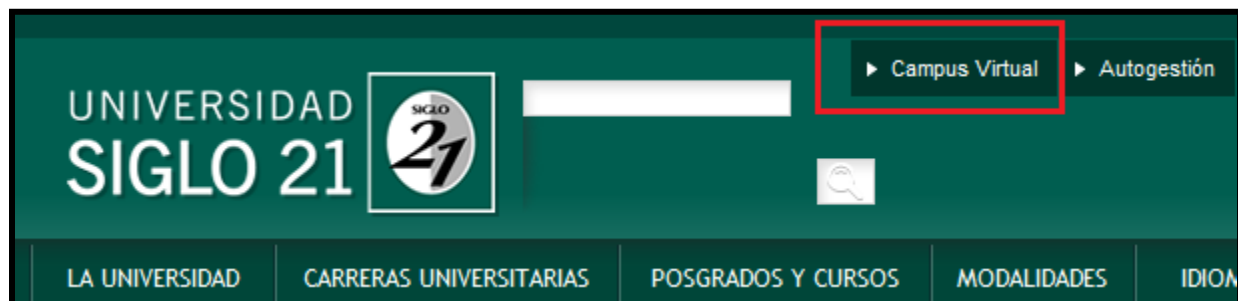 Campus Virtual
Autogestión
UNIVERSIDAD
SIGLO 21
SIGLO
21
LA UNIVERSIDAD
CARRERAS UNIVERSITARIAS
POSGRADOS Y CURSOS
MODALIDADES